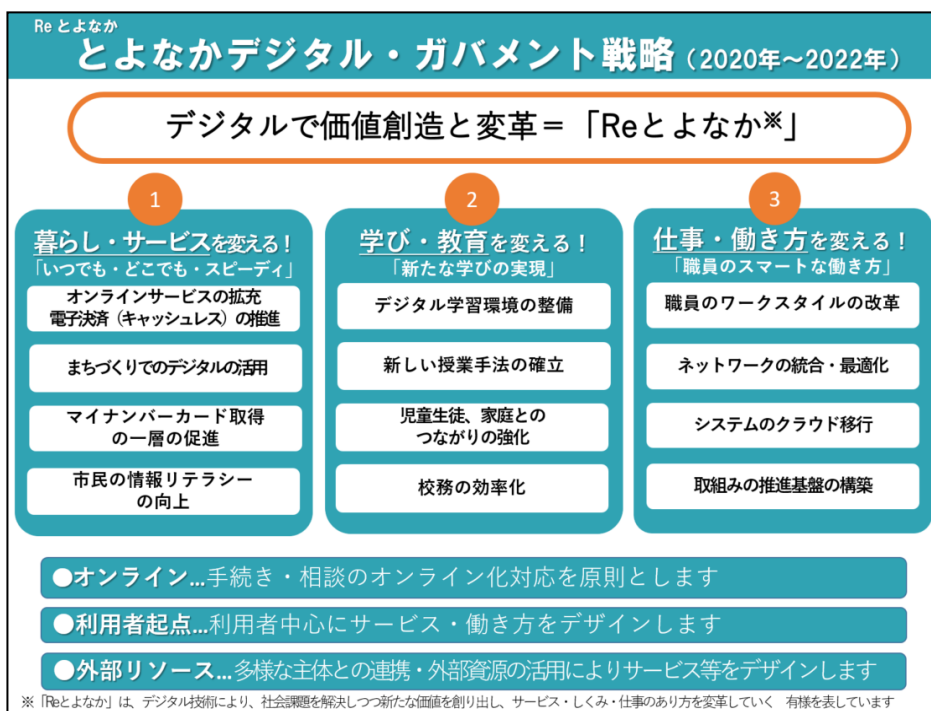 Re とよなか
とよなかデジタル・ガバメント戦略(2020年～2022年)
デジタルで価値創造と変革＝「Reとよなか※」
1
暮らし・サービスを変える！
「いつでも・どこでも・スピーディ」
オンラインサービスの拡充
電子決済（キャッシュレス）の推進
まちづくりでのデジタルの活用
マイナンバーカード取得
の一層の促進
市民の情報リテラシー
の向上
2
学び・教育を変える！
「新たな学びの実現」
デジタル学習環境の整備
新しい授業手法の確立
児童生徒、家庭との
つながりの強化
校務の効率化
3
仕事・働き方を変える！
「職員のスマートな働き方」
職員のワークスタイルの改革
ネットワークの統合・最適化
システムのクラウド移行
取組みの推進基盤の構築
●オンライン…手続き・相談のオンライン化対応を原則とします
●利用者起点…利用者中心にサービス・働き方をデザインします
●外部リソース…多様な主体との連携・外部資源の活用によりサービス等をデザインします
※「Reとよなか」は、デジタル技術により、社会課題を解決しつつ新たな価値を創り出し、サービス・しくみ・仕事のあり方を変革していく　有様を表しています